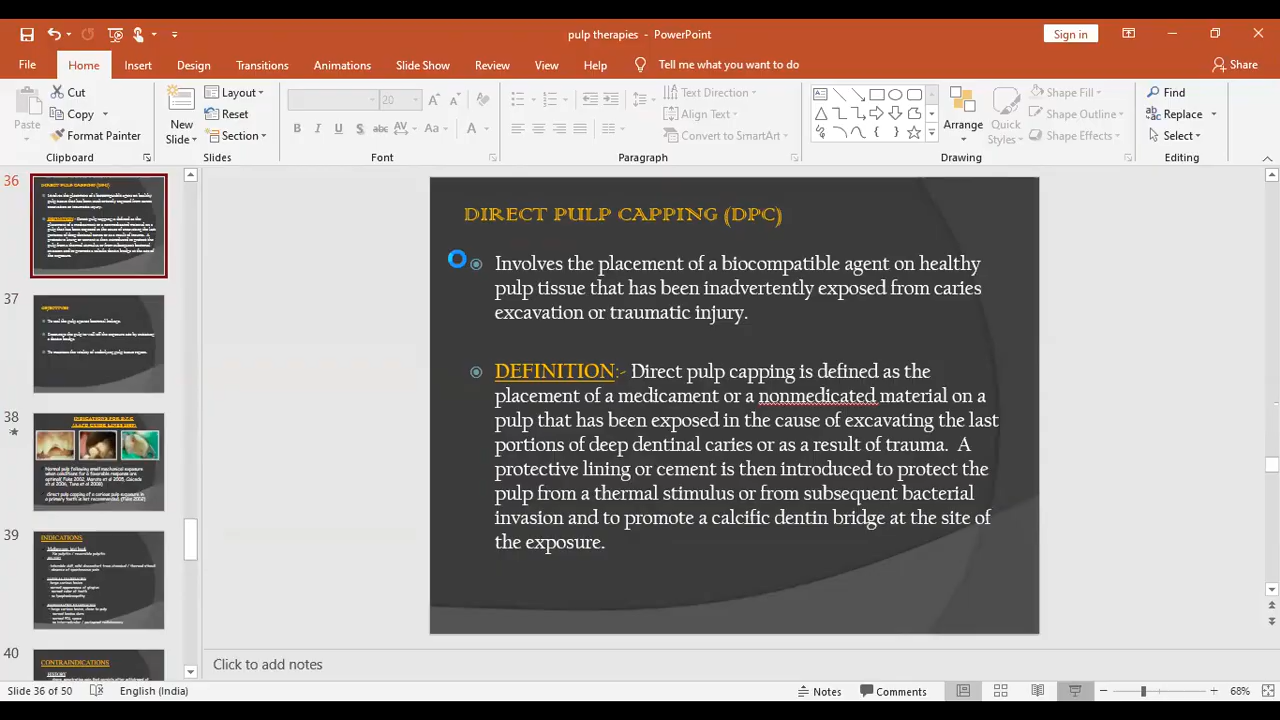 pulp therapies - PowerPoint
Sign in
File Home Insert Design Transitions Animations Slide Show Review View Help Tell me what you want to do Share
Cut
Copy
Format Painter
Paste
Clipboard
New
Slide
Layout
Reset
Section
Slides
20
Font
Text Direction
Align Text
Convert to SmartArt
Paragraph
Arrange
Quick
Styles
Shape Fill
Shape Outline
Shape Effects
Drawing
Find
Replace
Select
Editing
36
DIRECT PULP CAPPING (DPC)
37
38
39
INDICATIONS
40
CONTRAINDICATIONS
HISTORY
DIRECT PULP CAPPING (DPC)
Involves the placement of a biocompatible agent on healthy
pulp tissue that has been inadvertently exposed from caries
excavation or traumatic injury.
DEFINITION:- Direct pulp capping is defined as the
placement of a medicament or a nonmedicated material on a
pulp that has been exposed in the cause of excavating the last
portions of deep dentinal caries or as a result of trauma. A
protective lining or cement is then introduced to protect the
pulp from a thermal stimulus or from subsequent bacterial
invasion and to promote a calcific dentin bridge at the site of
the exposure.
Click to add notes
Slide 36 of 50 English (India) Notes Comments 68%